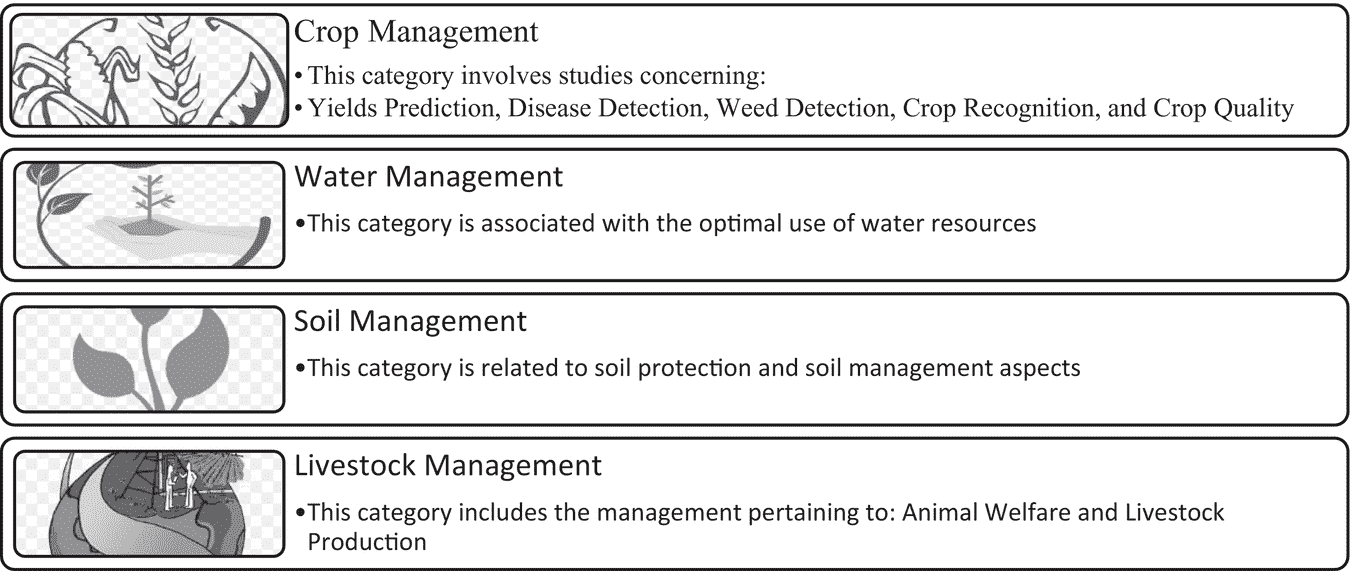 Crop Management
• This category involves studies concerning:
• Yields Prediction, Disease Detection, Weed Detection, Crop Recognition, and Crop Quality
Water Management
•This category is associated with the optimal use of water resources
Soil Management
•This category is related to soil protection and soil management aspects
Livestock Management
•This category includes the management pertaining to: Animal Welfare and Livestock
Production